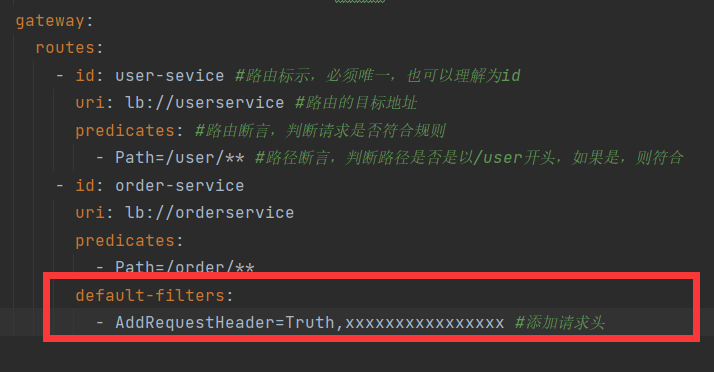 gateway:
routes:
- id: user-sevice #路由标示，必须唯一，也可以理解为id
uri: lb://userservice #路由的目标地址
predicates: #路由断言，判断请求是否符合规则
- Path=/user/** #路径断言，判断路径是否是以/user开头，如果是，则符合
- id: order-service
uri: lb://orderservice
predicates:
- Path=/order/**
default-filters:
- AddRequestHeader=Truth,xxxxxxxxxxxxxxxx #添加请求头